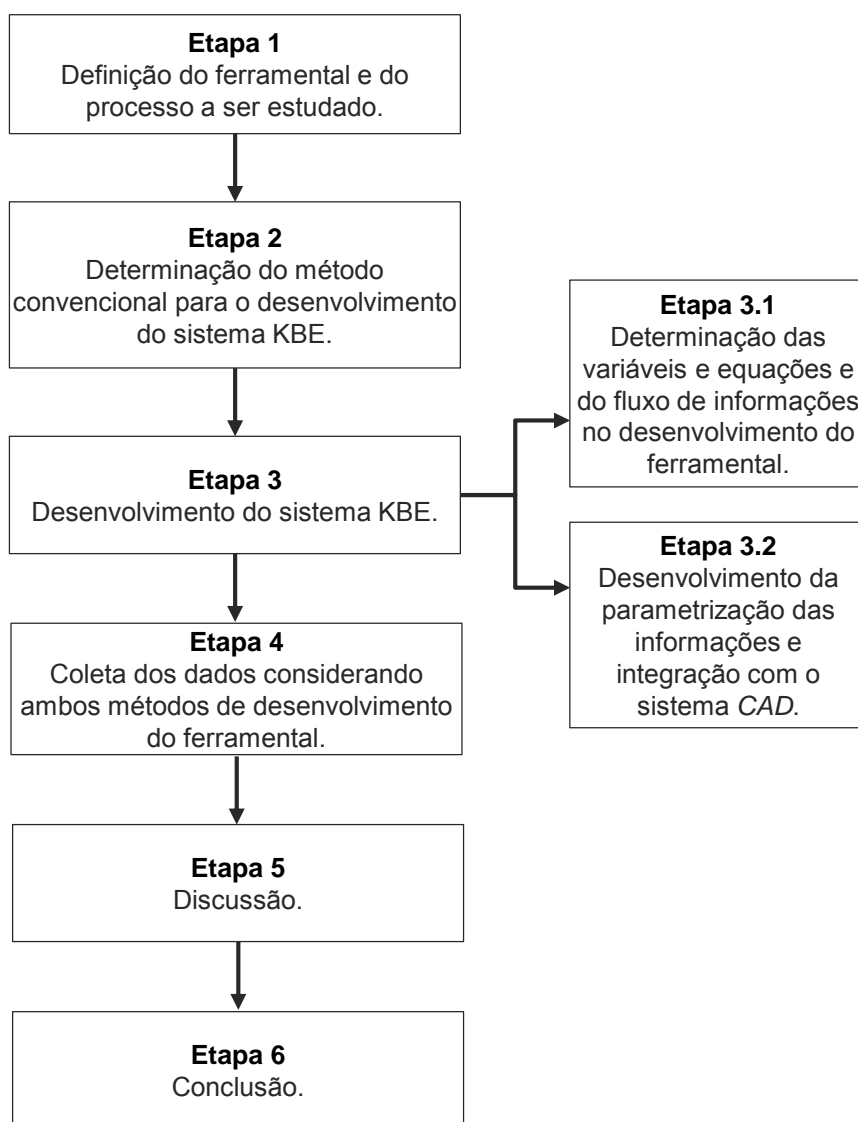 Etapa 1
Definição do ferramental e do
processo a ser estudado.
Etapa 2
Determinação do método
convencional para o desenvolvimento
do sistema KBE.
Etapa 3
Desenvolvimento do sistema KBE.
Etapa 3.1
Determinação das
variáveis e equações e
do fluxo de informações
no desenvolvimento do
ferramental.
Etapa 3.2
Desenvolvimento da
parametrização das
informações e
integração com o
sistema CAD.
Etapa 4
Coleta dos dados considerando
ambos métodos de desenvolvimento
do ferramental.
Etapa 5
Discussão.
Etapa 6
Conclusão.